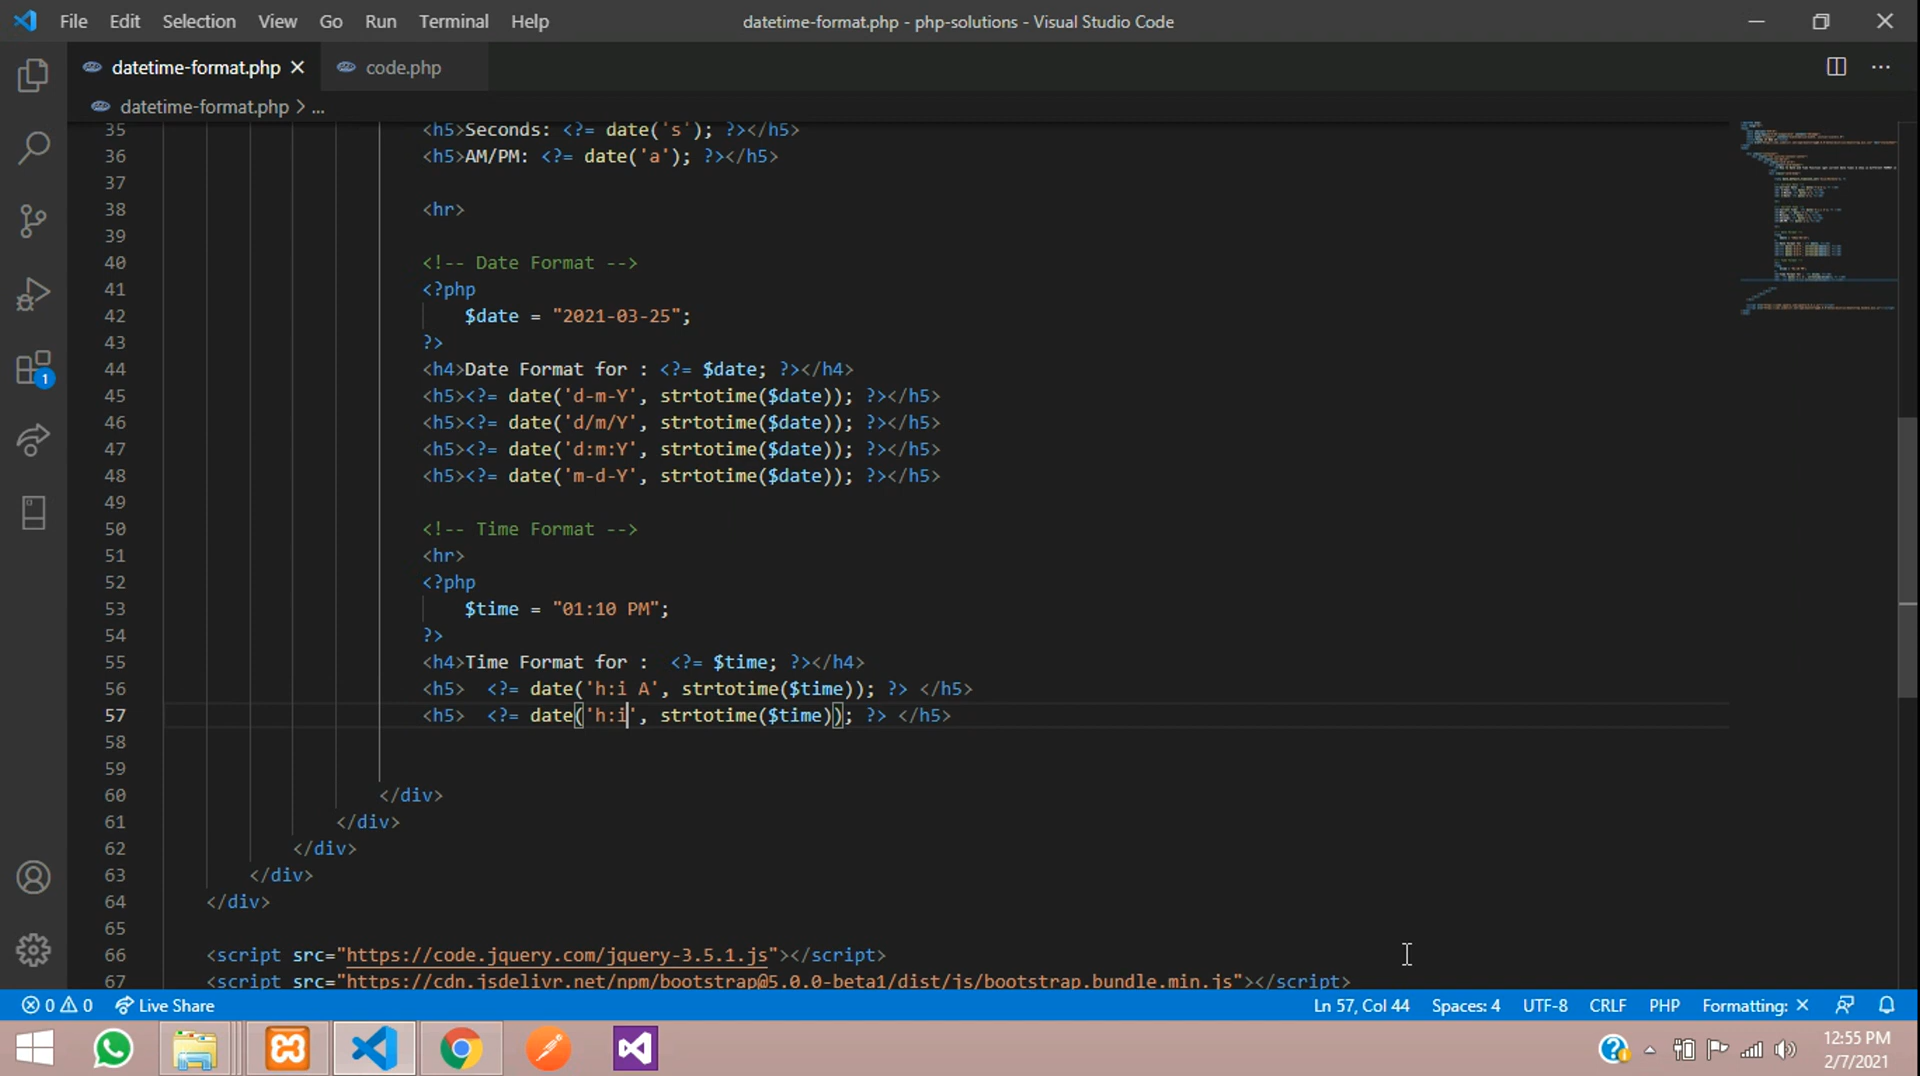 File Edit Selection View Go Run Terminal Help datetime-format.php - php-solutions - Visual Studio Code
datetime-format.php code.php
datetime-format.php > ...
35 <h5>Seconds: <?= date('s'); ?></h5>
36 <h5>AM/PM: <?= date('a'); ?></h5>
37
38 <hr>
39
40 <!-- Date Format -->
41 <?php
42 $date = "2021-03-25";
43 ?>
44 <h4>Date Format for : <?= $date; ?></h4>
45 <h5><?= date('d-m-Y', strtotime($date)); ?></h5>
46 <h5><?= date('d/m/Y', strtotime($date)); ?></h5>
47 <h5><?= date('d:m:Y', strtotime($date)); ?></h5>
48 <h5><?= date('m-d-Y', strtotime($date)); ?></h5>
49
50 <!-- Time Format -->
51 <hr>
52 <?php
53 $time = "01:10 PM";
54 ?>
55 <h4>Time Format for :  <?= $time; ?></h4>
56 <h5>  <?= date('h:i A', strtotime($time)); ?> </h5>
57 <h5>  <?= date('h:i', strtotime($time)); ?> </h5>
58
59
60 </div>
61 </div>
62 </div>
63 </div>
64 </div>
65
66 <script src="https://code.jquery.com/jquery-3.5.1.js"></script>
67 <script src="https://cdn.jsdelivr.net/npm/bootstrap@5.0.0-beta1/dist/js/bootstrap.bundle.min.js"></script>
1
0 0 Live Share Ln 57, Col 44 Spaces: 4 UTF-8 CRLF PHP Formatting: ×
12:55 PM
2/7/2021